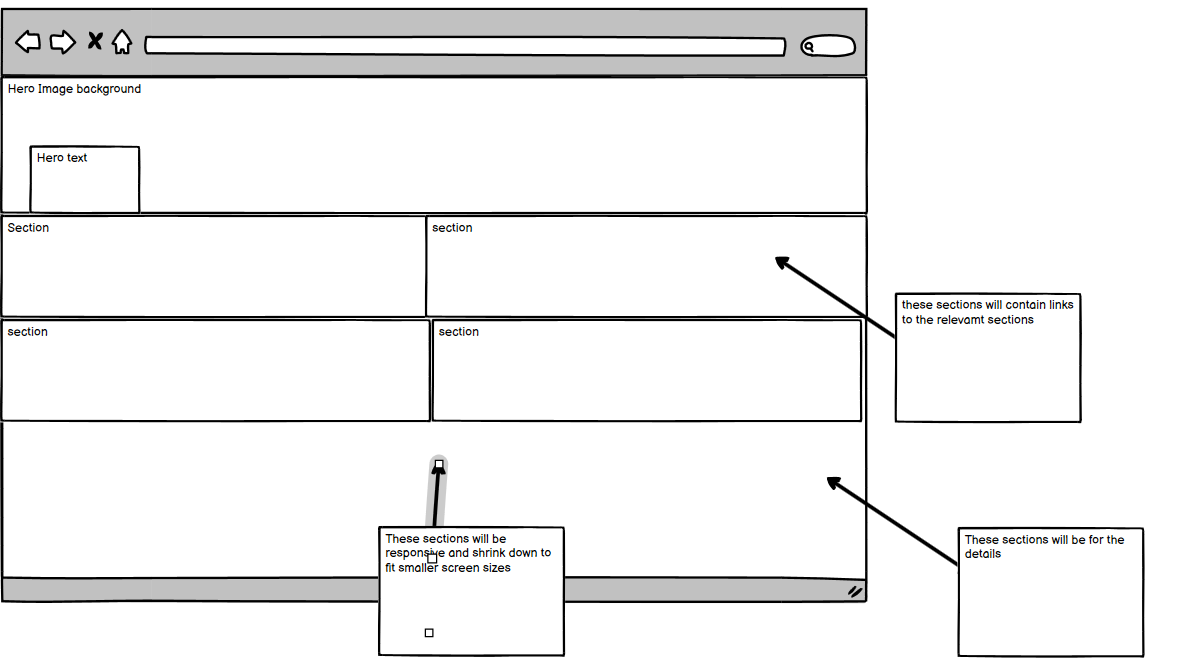 Hero Image background
Hero text
Section
section
section
section
these sections will contain links
to the relevamt sections
These sections will be
responsive and shrink down to
fit smaller screen sizes
These sections will be for the
details